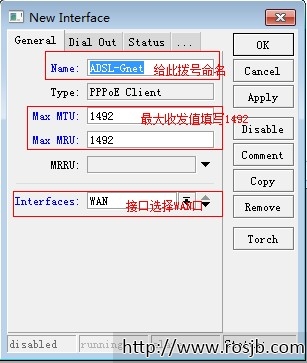 New Interface
General
Dial Out
Status
...
OK
Name:
ADSL-Gnet
给此拨号命名
Cancel
Type:
PPPoE Client
Apply
Max MTU:
1492
最大收发值填写1492
Max MRU:
1492
Disable
MRRU:
Comment
Copy
Interfaces:
WAN
接口选择WAN口
Remove
Torch
disabled
running
Status:
http://www.rosjb.com